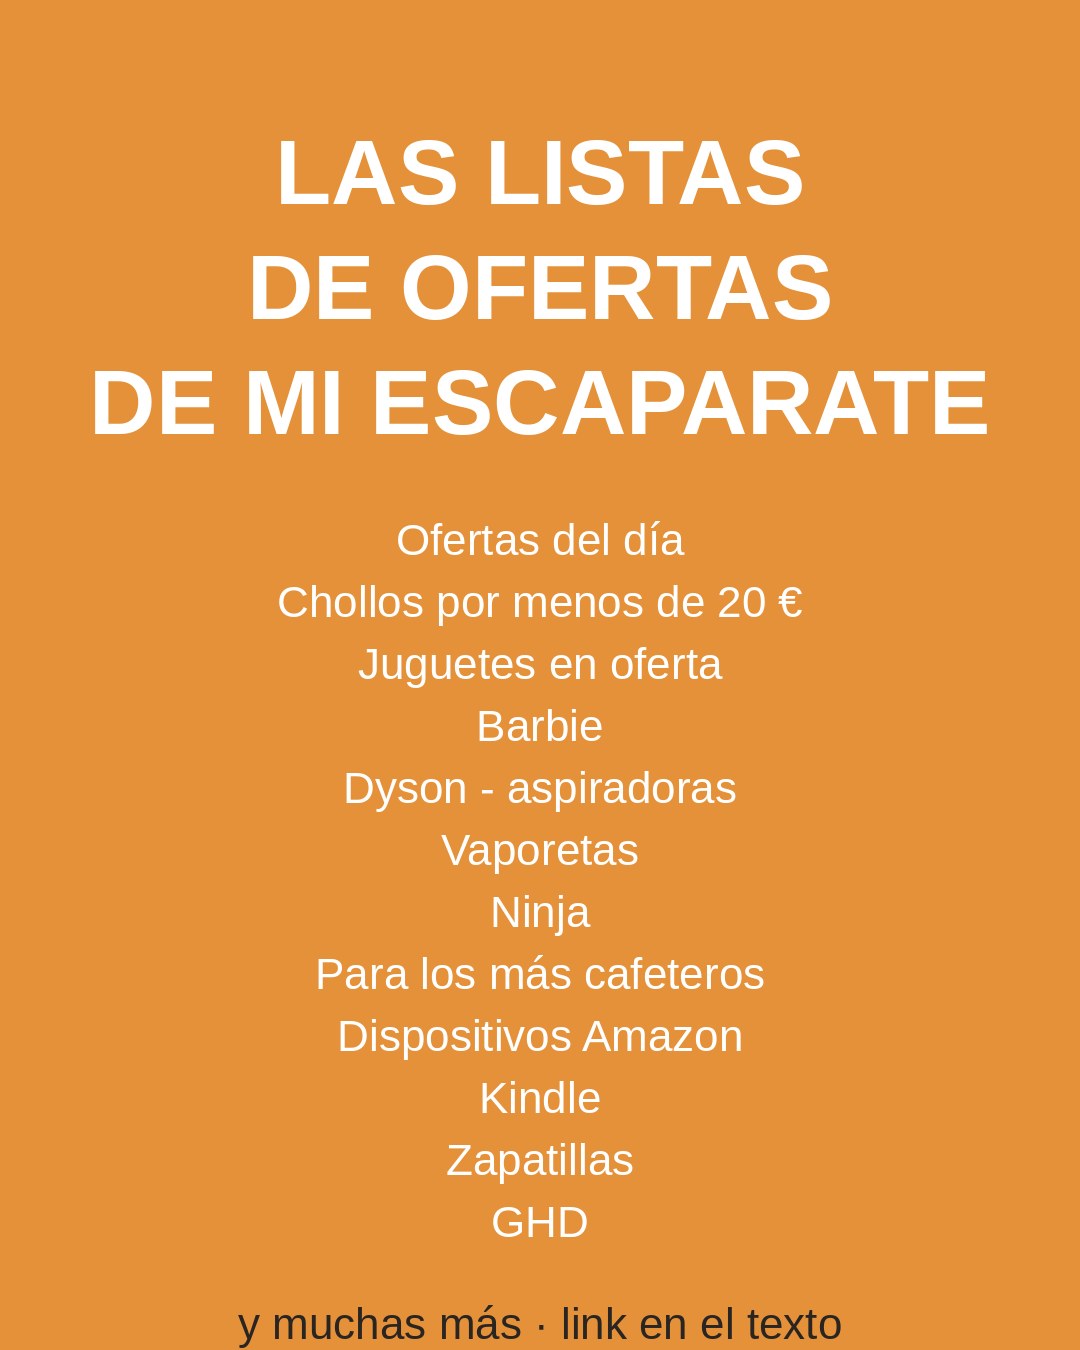 LAS LISTAS
DE OFERTAS
DE MI ESCAPARATE
Ofertas del día
Chollos por menos de 20 €
Juguetes en oferta
Barbie
Dyson - aspiradoras
Vaporetas
Ninja
Para los más cafeteros
Dispositivos Amazon
Kindle
Zapatillas
GHD
y muchas más · link en el texto